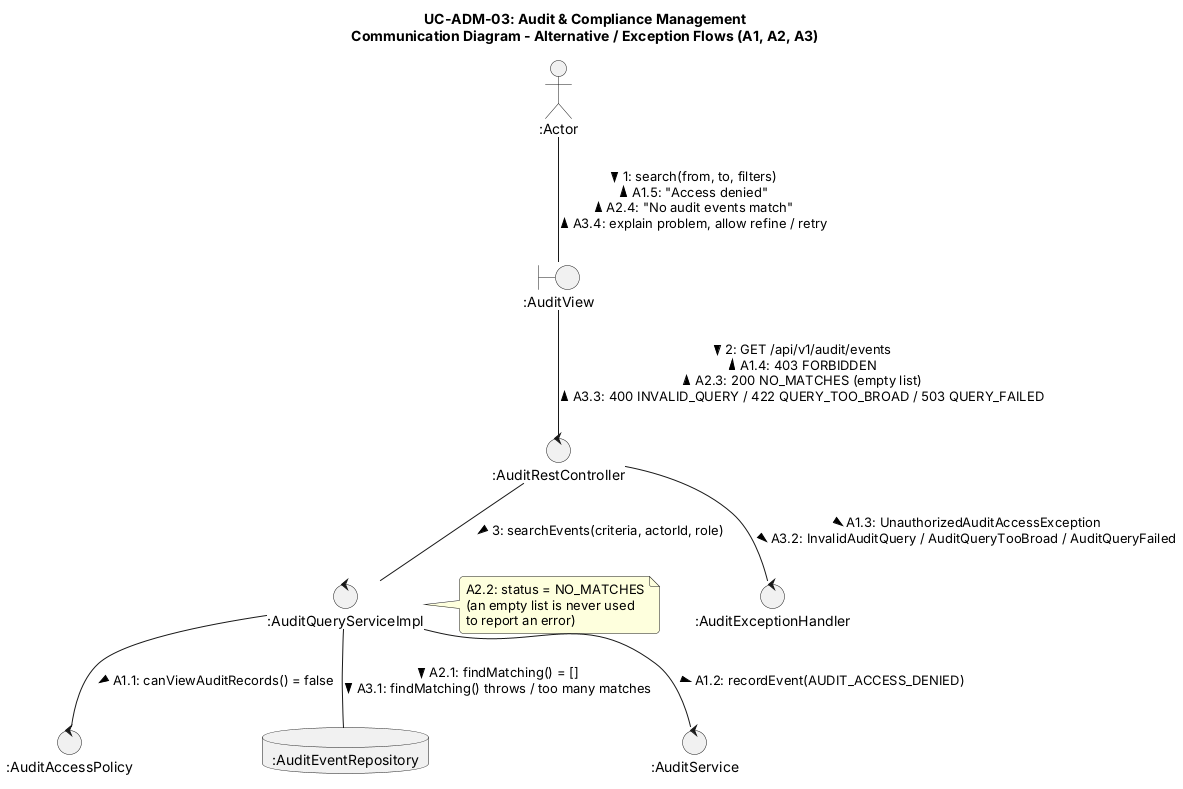 UC-ADM-03: Audit & Compliance Management
Communication Diagram - Alternative / Exception Flows (A1, A2, A3)
:Actor
1: search(from, to, filters)
A1.5: "Access denied"
A2.4: "No audit events match"
A3.4: explain problem, allow refine / retry
:AuditView
2: GET /api/v1/audit/events
A1.4: 403 FORBIDDEN
A2.3: 200 NO_MATCHES (empty list)
A3.3: 400 INVALID_QUERY / 422 QUERY_TOO_BROAD / 503 QUERY_FAILED
:AuditRestController
3: searchEvents(criteria, actorId, role)
A1.3: UnauthorizedAuditAccessException
A3.2: InvalidAuditQuery / AuditQueryTooBroad / AuditQueryFailed
A2.2: status = NO_MATCHES
(an empty list is never used
to report an error)
:AuditQueryServiceImpl
:AuditExceptionHandler
A1.1: canViewAuditRecords() = false
A2.1: findMatching() = []
A3.1: findMatching() throws / too many matches
A1.2: recordEvent(AUDIT_ACCESS_DENIED)
:AuditAccessPolicy
:AuditEventRepository
:AuditService